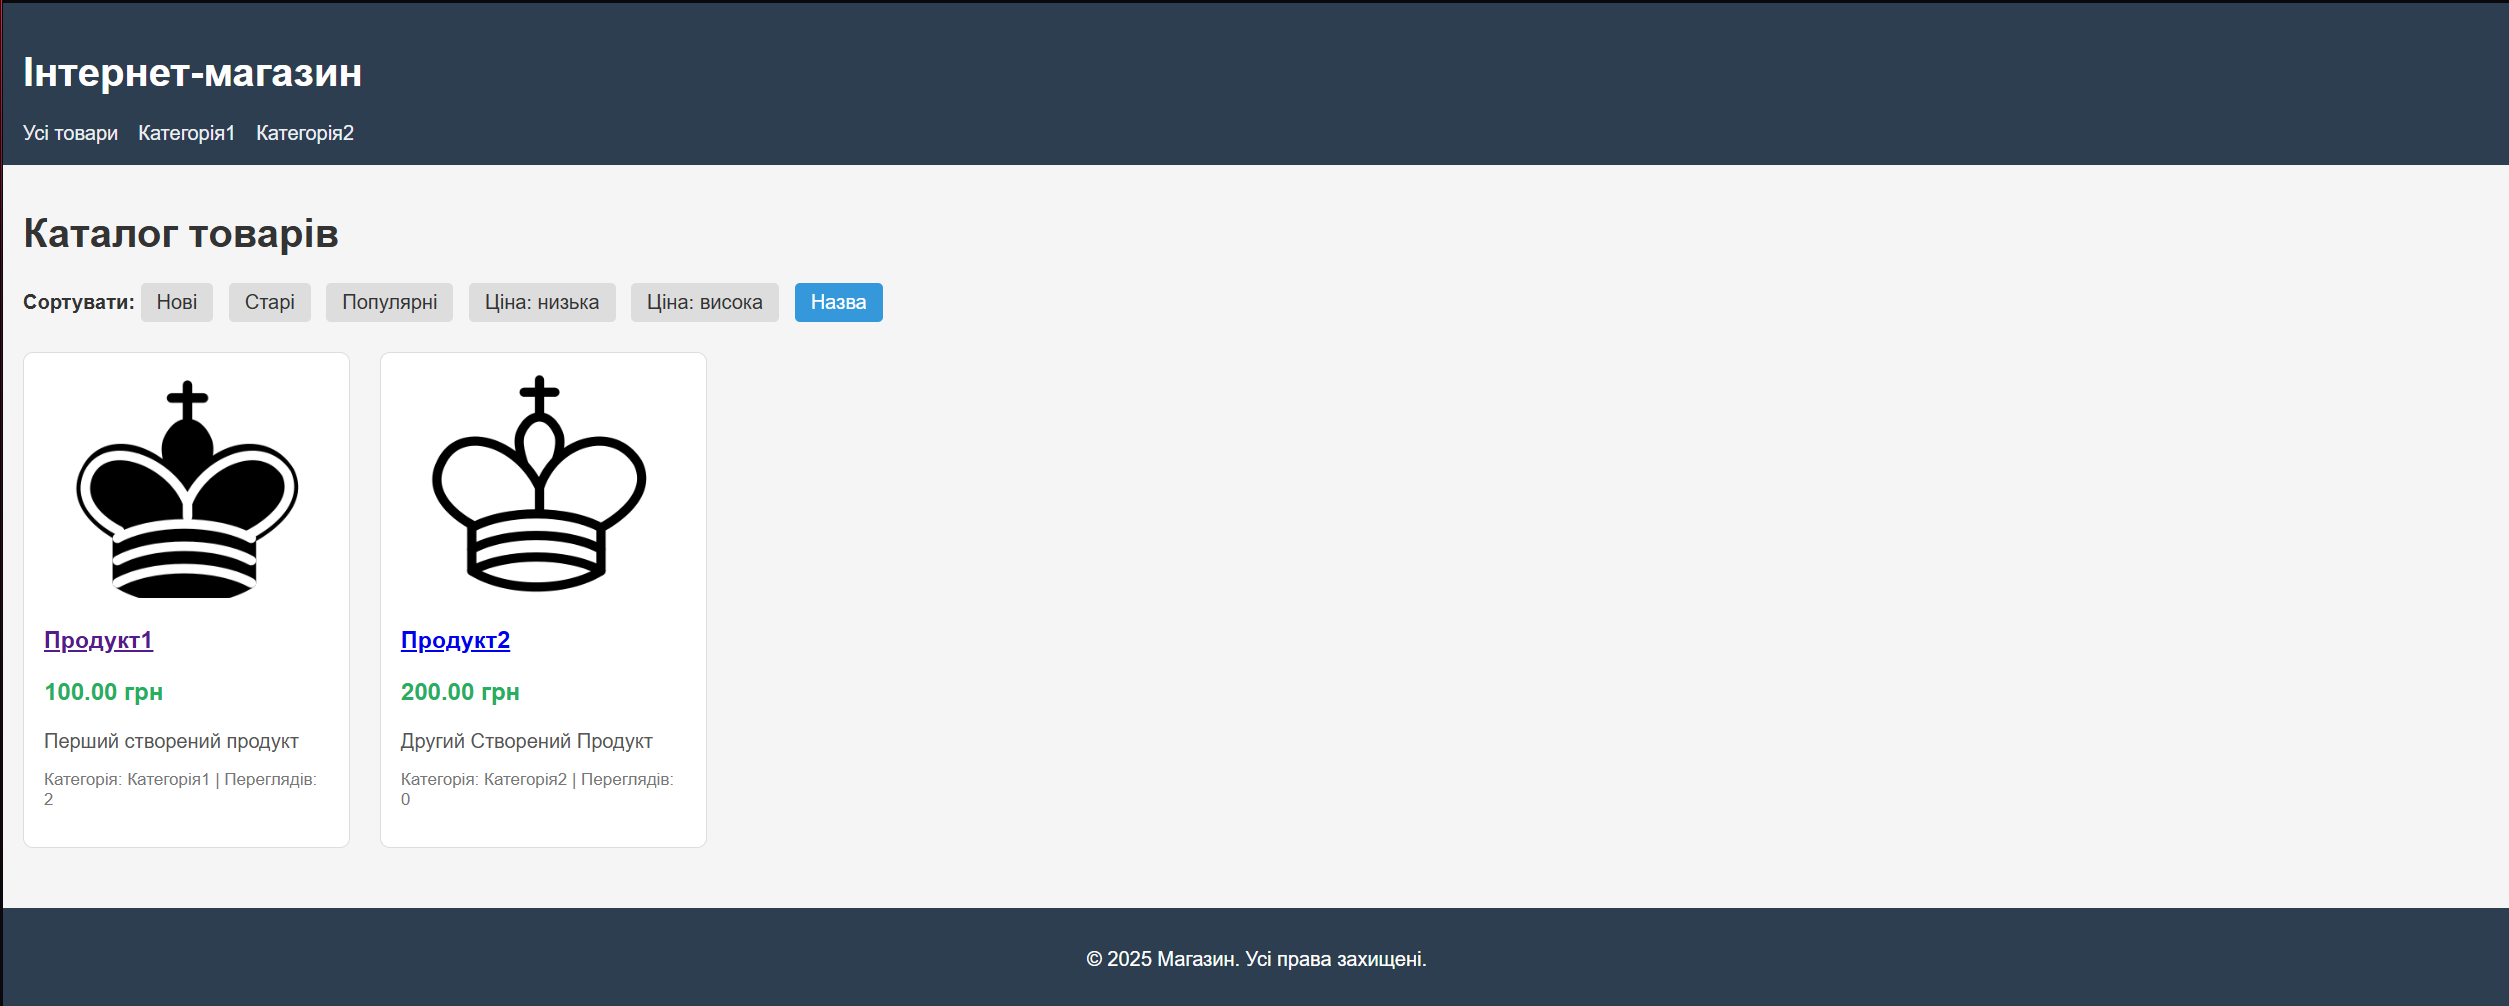 Інтернет-магазин
Усі товари Категорія1 Категорія2
Каталог товарів
Сортувати: Нові Старі Популярні Ціна: низька Ціна: висока Назва
Продукт1
100.00 грн
Перший створений продукт
Категорія: Категорія1 | Переглядів:
2
Продукт2
200.00 грн
Другий Створений Продукт
Категорія: Категорія2 | Переглядів:
0
© 2025 Магазин. Усі права захищені.